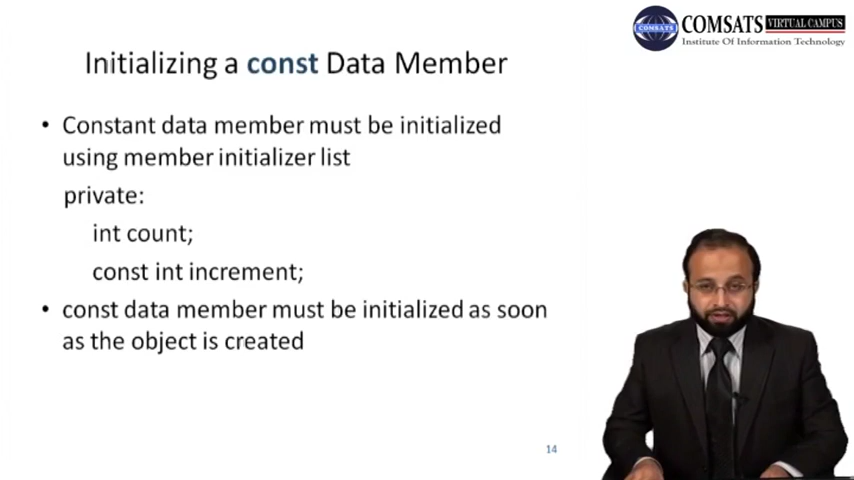 COMSATS VIRTUAL CAMPUS
COMSATS
Institute Of Information Technology
Initializing a const Data Member
• Constant data member must be initialized
using member initializer list
private:
int count;
const int increment;
• const data member must be initialized as soon
as the object is created
14